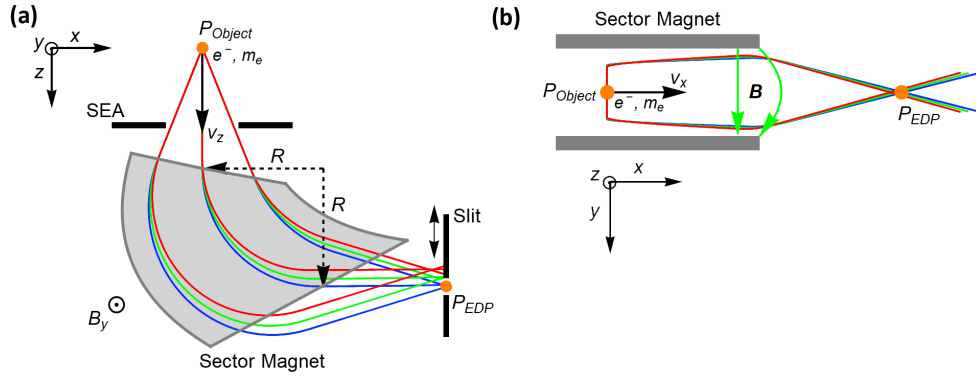 (a)
y x
z
P_Object
e⁻, m_e
SEA
v_z
R
R
Slit
P_EDP
B_y
Sector Magnet
(b)
Sector Magnet
P_Object
v_x
e⁻, m_e
B
P_EDP
z x
y